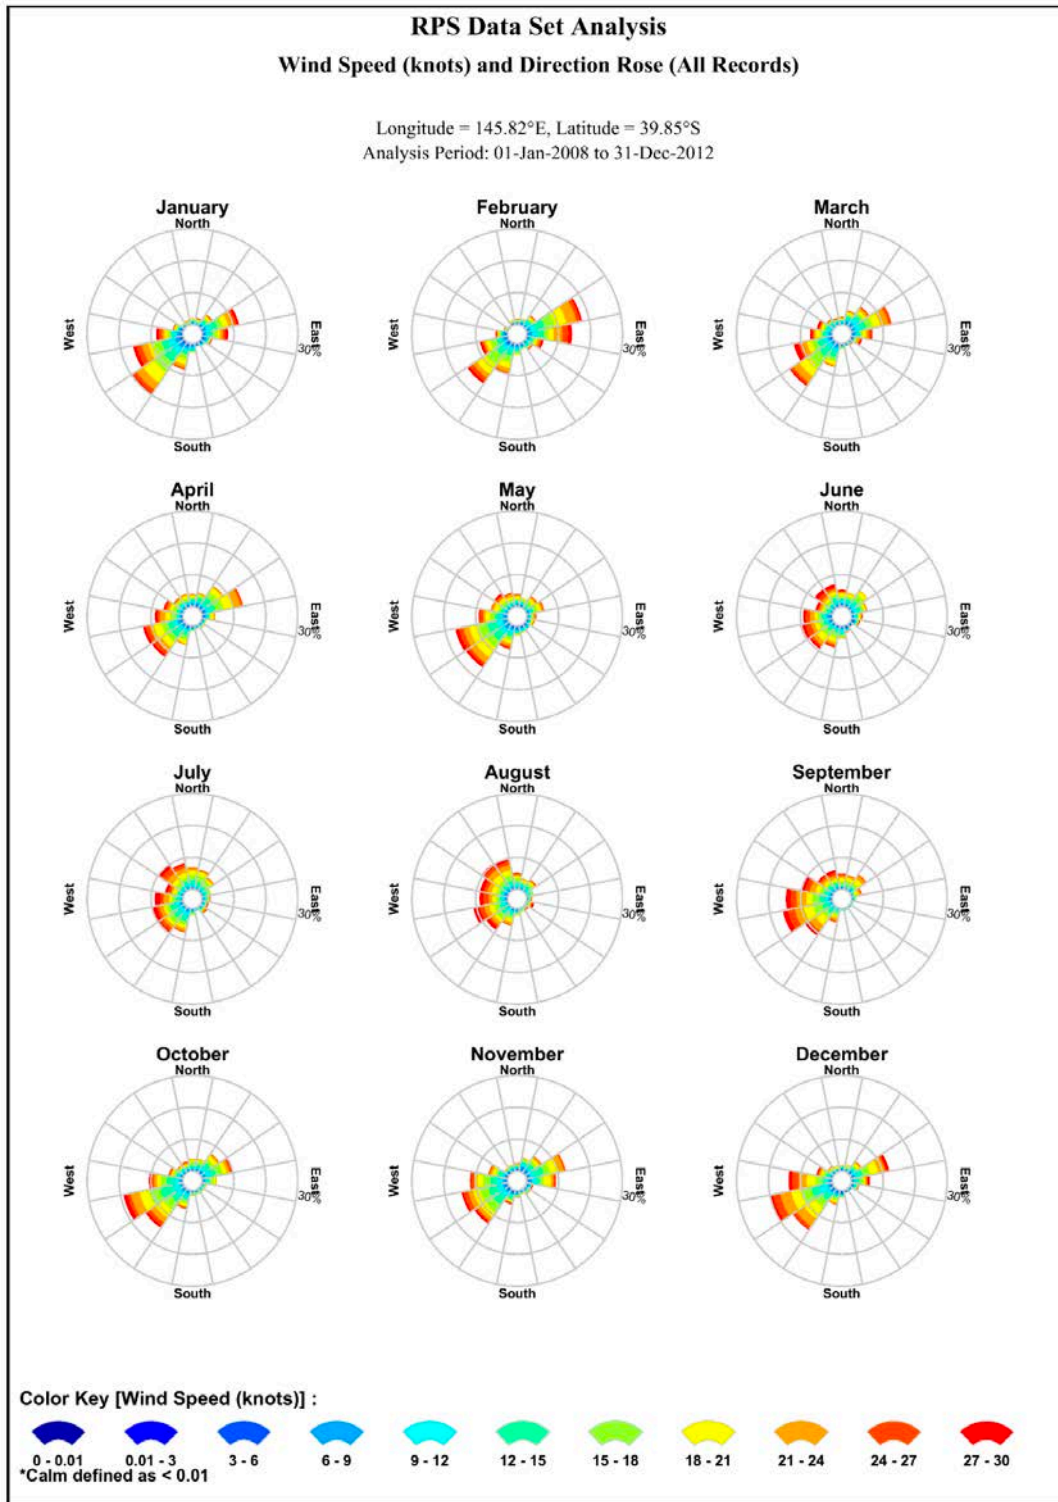 RPS Data Set Analysis
Wind Speed (knots) and Direction Rose (All Records)
Longitude = 145.82°E, Latitude = 39.85°S
Analysis Period: 01-Jan-2008 to 31-Dec-2012
January February March
North North North
West East West East West East
30% 30% 30%
South South South
April May June
North North North
West East West East West East
30% 30% 30%
South South South
July August September
North North North
West East West East West East
30% 30% 30%
South South South
October November December
North North North
West East West East West East
30% 30% 30%
South South South
Color Key [Wind Speed (knots)] :
0 - 0.01 0.01 - 3 3 - 6 6 - 9 9 - 12 12 - 15 15 - 18 18 - 21 21 - 24 24 - 27 27 - 30
*Calm defined as < 0.01